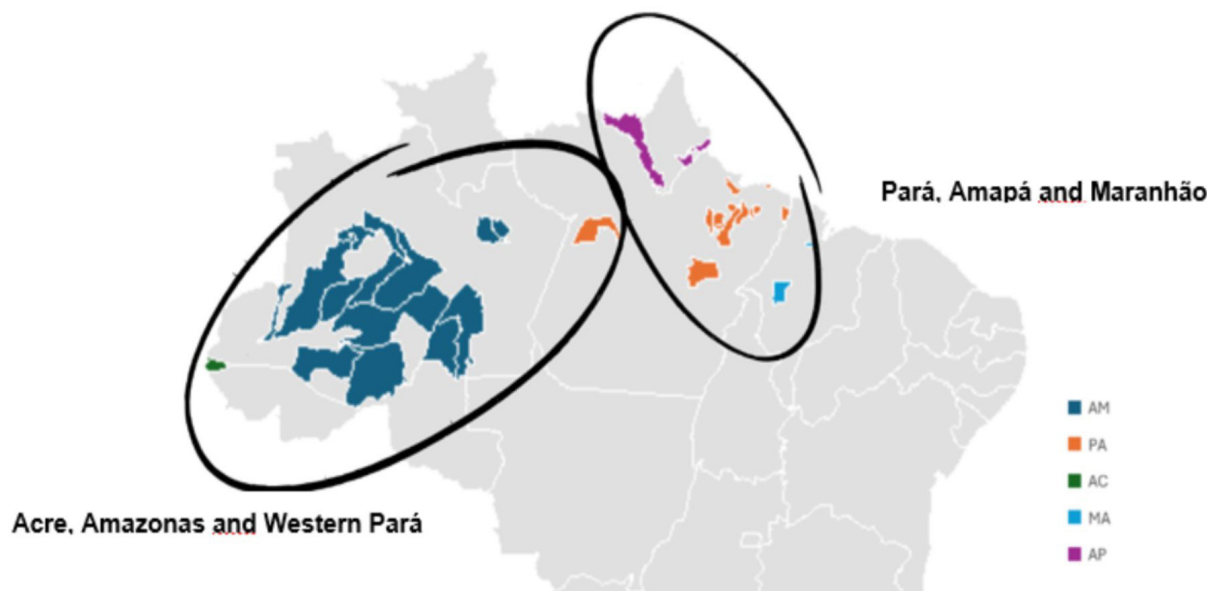 Pará, Amapá and Maranhão
AM
PA
AC
MA
AP
Acre, Amazonas and Western Pará